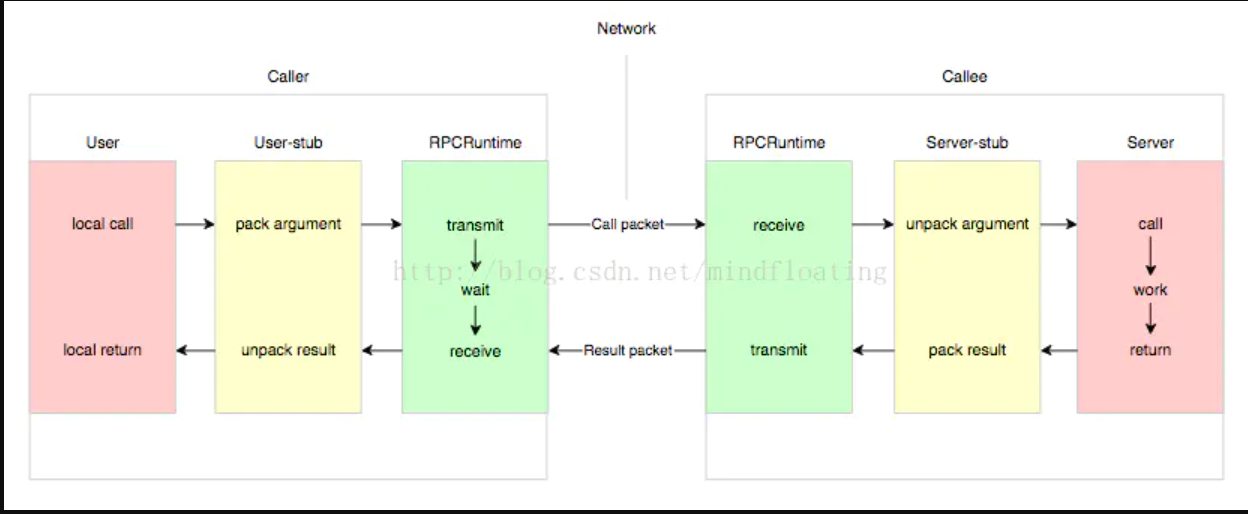 Network
Caller Callee
User User-stub RPCRuntime RPCRuntime Server-stub Server
local call pack argument transmit Call packet receive unpack argument call
http://blog.csdn.net/mindfloating
wait work
local return unpack result receive Result packet transmit pack result return